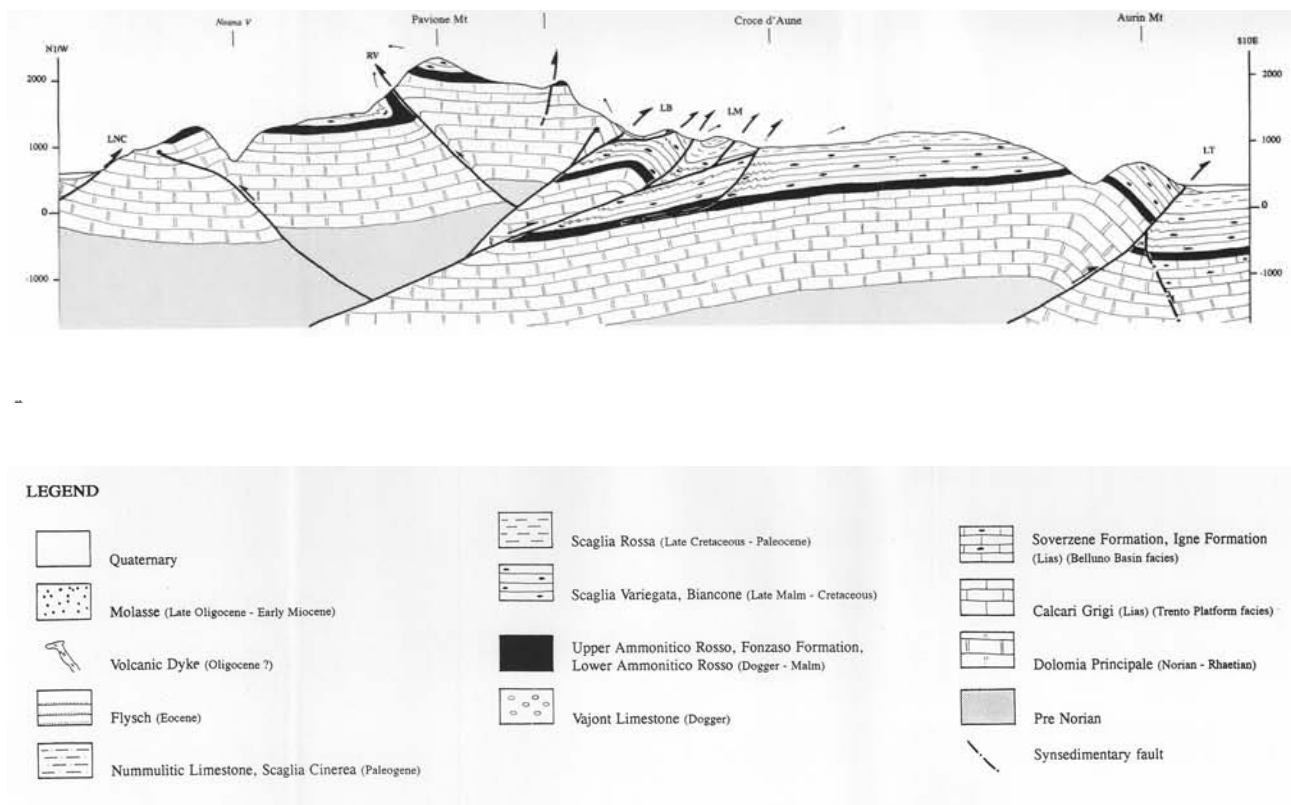 Noana V
Pavione Mt
Croce d'Aune
Aurin Mt
S10E
RV
2000
2000
LB
LM
LNC
1000
1000
LT
0
0
-1000
-1000
LEGEND
Quaternary
Molasse (Late Oligocene - Early Miocene)
Volcanic Dyke (Oligocene ?)
Flysch (Eocene)
Nummulitic Limestone, Scaglia Cinerea (Paleogene)
Scaglia Rossa (Late Cretaceous - Paleocene)
Scaglia Variegata, Biancone (Late Malm - Cretaceous)
Upper Ammonitico Rosso, Fonzaso Formation,
Lower Ammonitico Rosso (Dogger - Malm)
Vajont Limestone (Dogger)
Soverzene Formation, Igne Formation
(Lias) (Belluno Basin facies)
Calcari Grigi (Lias) (Trento Platform facies)
Dolomia Principale (Norian - Rhaetian)
Pre Norian
Synsedimentary fault